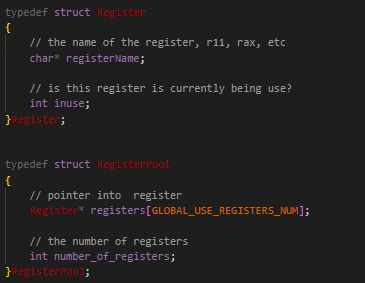 typedef struct Register
{
// the name of the register, r11, rax, etc
char* registerName;
// is this register is currently being use?
int inuse;
}Register;
typedef struct RegisterPool
{
// pointer into  register
Register* registers[GLOBAL_USE_REGISTERS_NUM];
// the number of registers
int number_of_registers;
}RegisterPool;